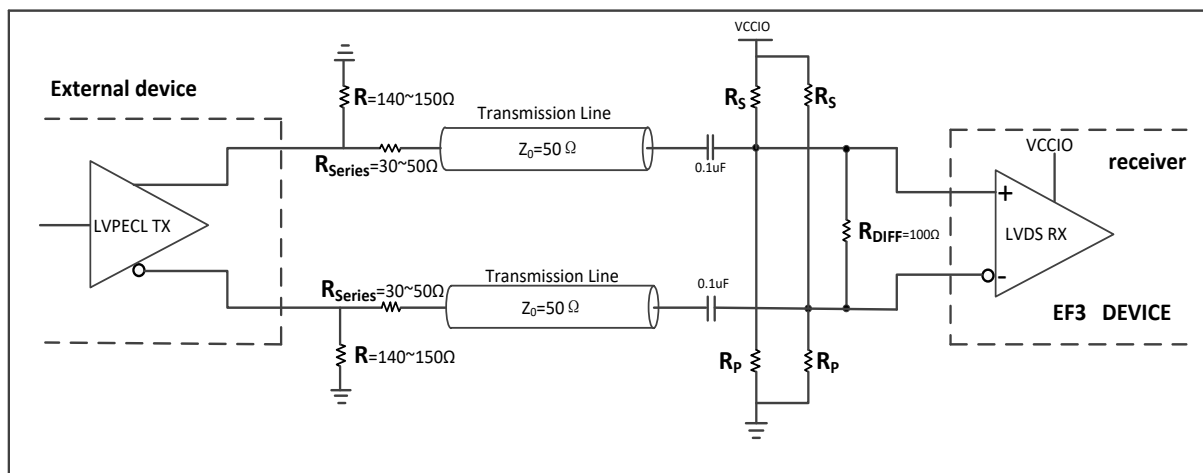 VCCIO
External device
R=140~150Ω
RS
RS
Transmission Line
Z0=50 Ω
RSeries=30~50Ω
0.1uF
LVPECL TX
RDIFF=100Ω
VCCIO
receiver
+
LVDS RX
-
EF3 DEVICE
RSeries=30~50Ω
Transmission Line
Z0=50 Ω
0.1uF
R=140~150Ω
RP
RP